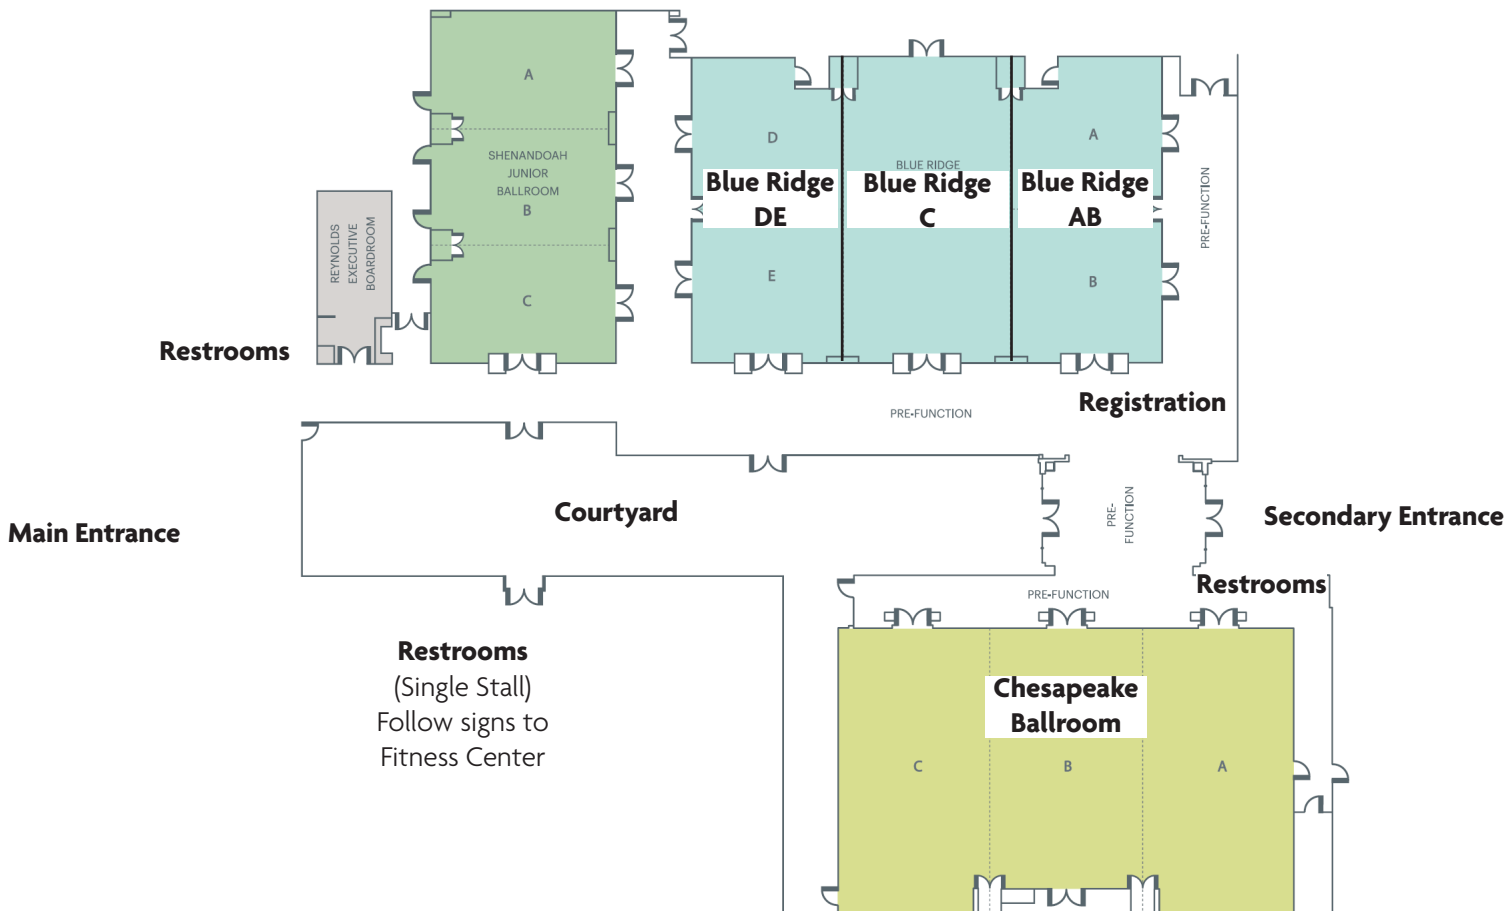 A
SHENANDOAH
JUNIOR
BALLROOM
B
C
REYNOLDS
EXECUTIVE
BOARDROOM
Restrooms
D
Blue Ridge
DE
E
BLUE RIDGE
Blue Ridge
C
A
Blue Ridge
AB
B
PRE-FUNCTION
Registration
PRE-FUNCTION
Main Entrance
Courtyard
PRE-
FUNCTION
Secondary Entrance
PRE-FUNCTION
Restrooms
Restrooms
(Single Stall)
Follow signs to
Fitness Center
Chesapeake
Ballroom
C
B
A